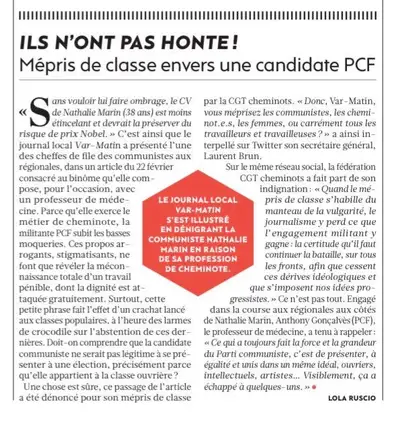 ILS N'ONT PAS HONTE !
Mépris de classe envers une candidate PCF
« Sans vouloir lui faire ombrage, le CV
de Nathalie Marin (38 ans) est moins
étincelant et devrait la préserver du
risque de prix Nobel. » C'est ainsi que le
journal local Var-Matin a présenté l'une
des cheffes de file des communistes aux
régionales, dans un article du 22 février
consacré au binôme qu'elle com-
pose, pour l'occasion, avec
un professeur de méde-
cine. Parce qu'elle exerce le
métier de cheminote, la
militante PCF subit les basses
moqueries. Ces propos ar-
rogants, stigmatisants, ne
font que révéler la mécon-
naissance totale d'un travail
pénible, dont la dignité est at-
taquée gratuitement. Surtout, cette
petite phrase fait l'effet d'un crachat lancé
aux classes populaires, à l'heure des larmes
de crocodile sur l'abstention de ces der-
nières. Doit-on comprendre que la candidate
communiste ne serait pas légitime à se pré-
senter à une élection, précisément parce
qu'elle appartient à la classe ouvrière ?
Une chose est sûre, ce passage de l'article
a été dénoncé pour son mépris de classe
LE JOURNAL LOCAL
VAR-MATIN
S'EST ILLUSTRÉ
EN DÉNIGRANT LA
COMMUNISTE NATHALIE
MARIN EN RAISON
DE SA PROFESSION
DE CHEMINOTE.
par la CGT cheminots. « Donc, Var-Matin,
vous méprisez les communistes, les chemi-
not.e.s, les femmes, ou carrément tous les
travailleurs et travailleuses ? » a ainsi in-
terpellé sur Twitter son secrétaire général,
Laurent Brun.
Sur le même réseau social, la fédération
CGT cheminots a fait part de son
indignation : « Quand le mé-
pris de classe s'habille du
manteau de la vulgarité, le
journalisme y perd ce que
l'engagement militant y
gagne : la certitude qu'il faut
continuer la bataille, sur tous
les fronts, afin que cessent
ces dérives idéologiques et
que s'imposent nos idées pro-
gressistes. » Ce n'est pas tout. Engagé
dans la course aux régionales aux côtés
de Nathalie Marin, Anthony Gonçalvès (PCF),
le professeur de médecine, a tenu à rappeler :
« Ce qui a toujours fait la force et la grandeur
du Parti communiste, c'est de présenter, à
égalité et unis dans un même idéal, ouvriers,
intellectuels, artistes... Visiblement, ça a
échappé à quelques-uns. »
LOLA RUSCIO